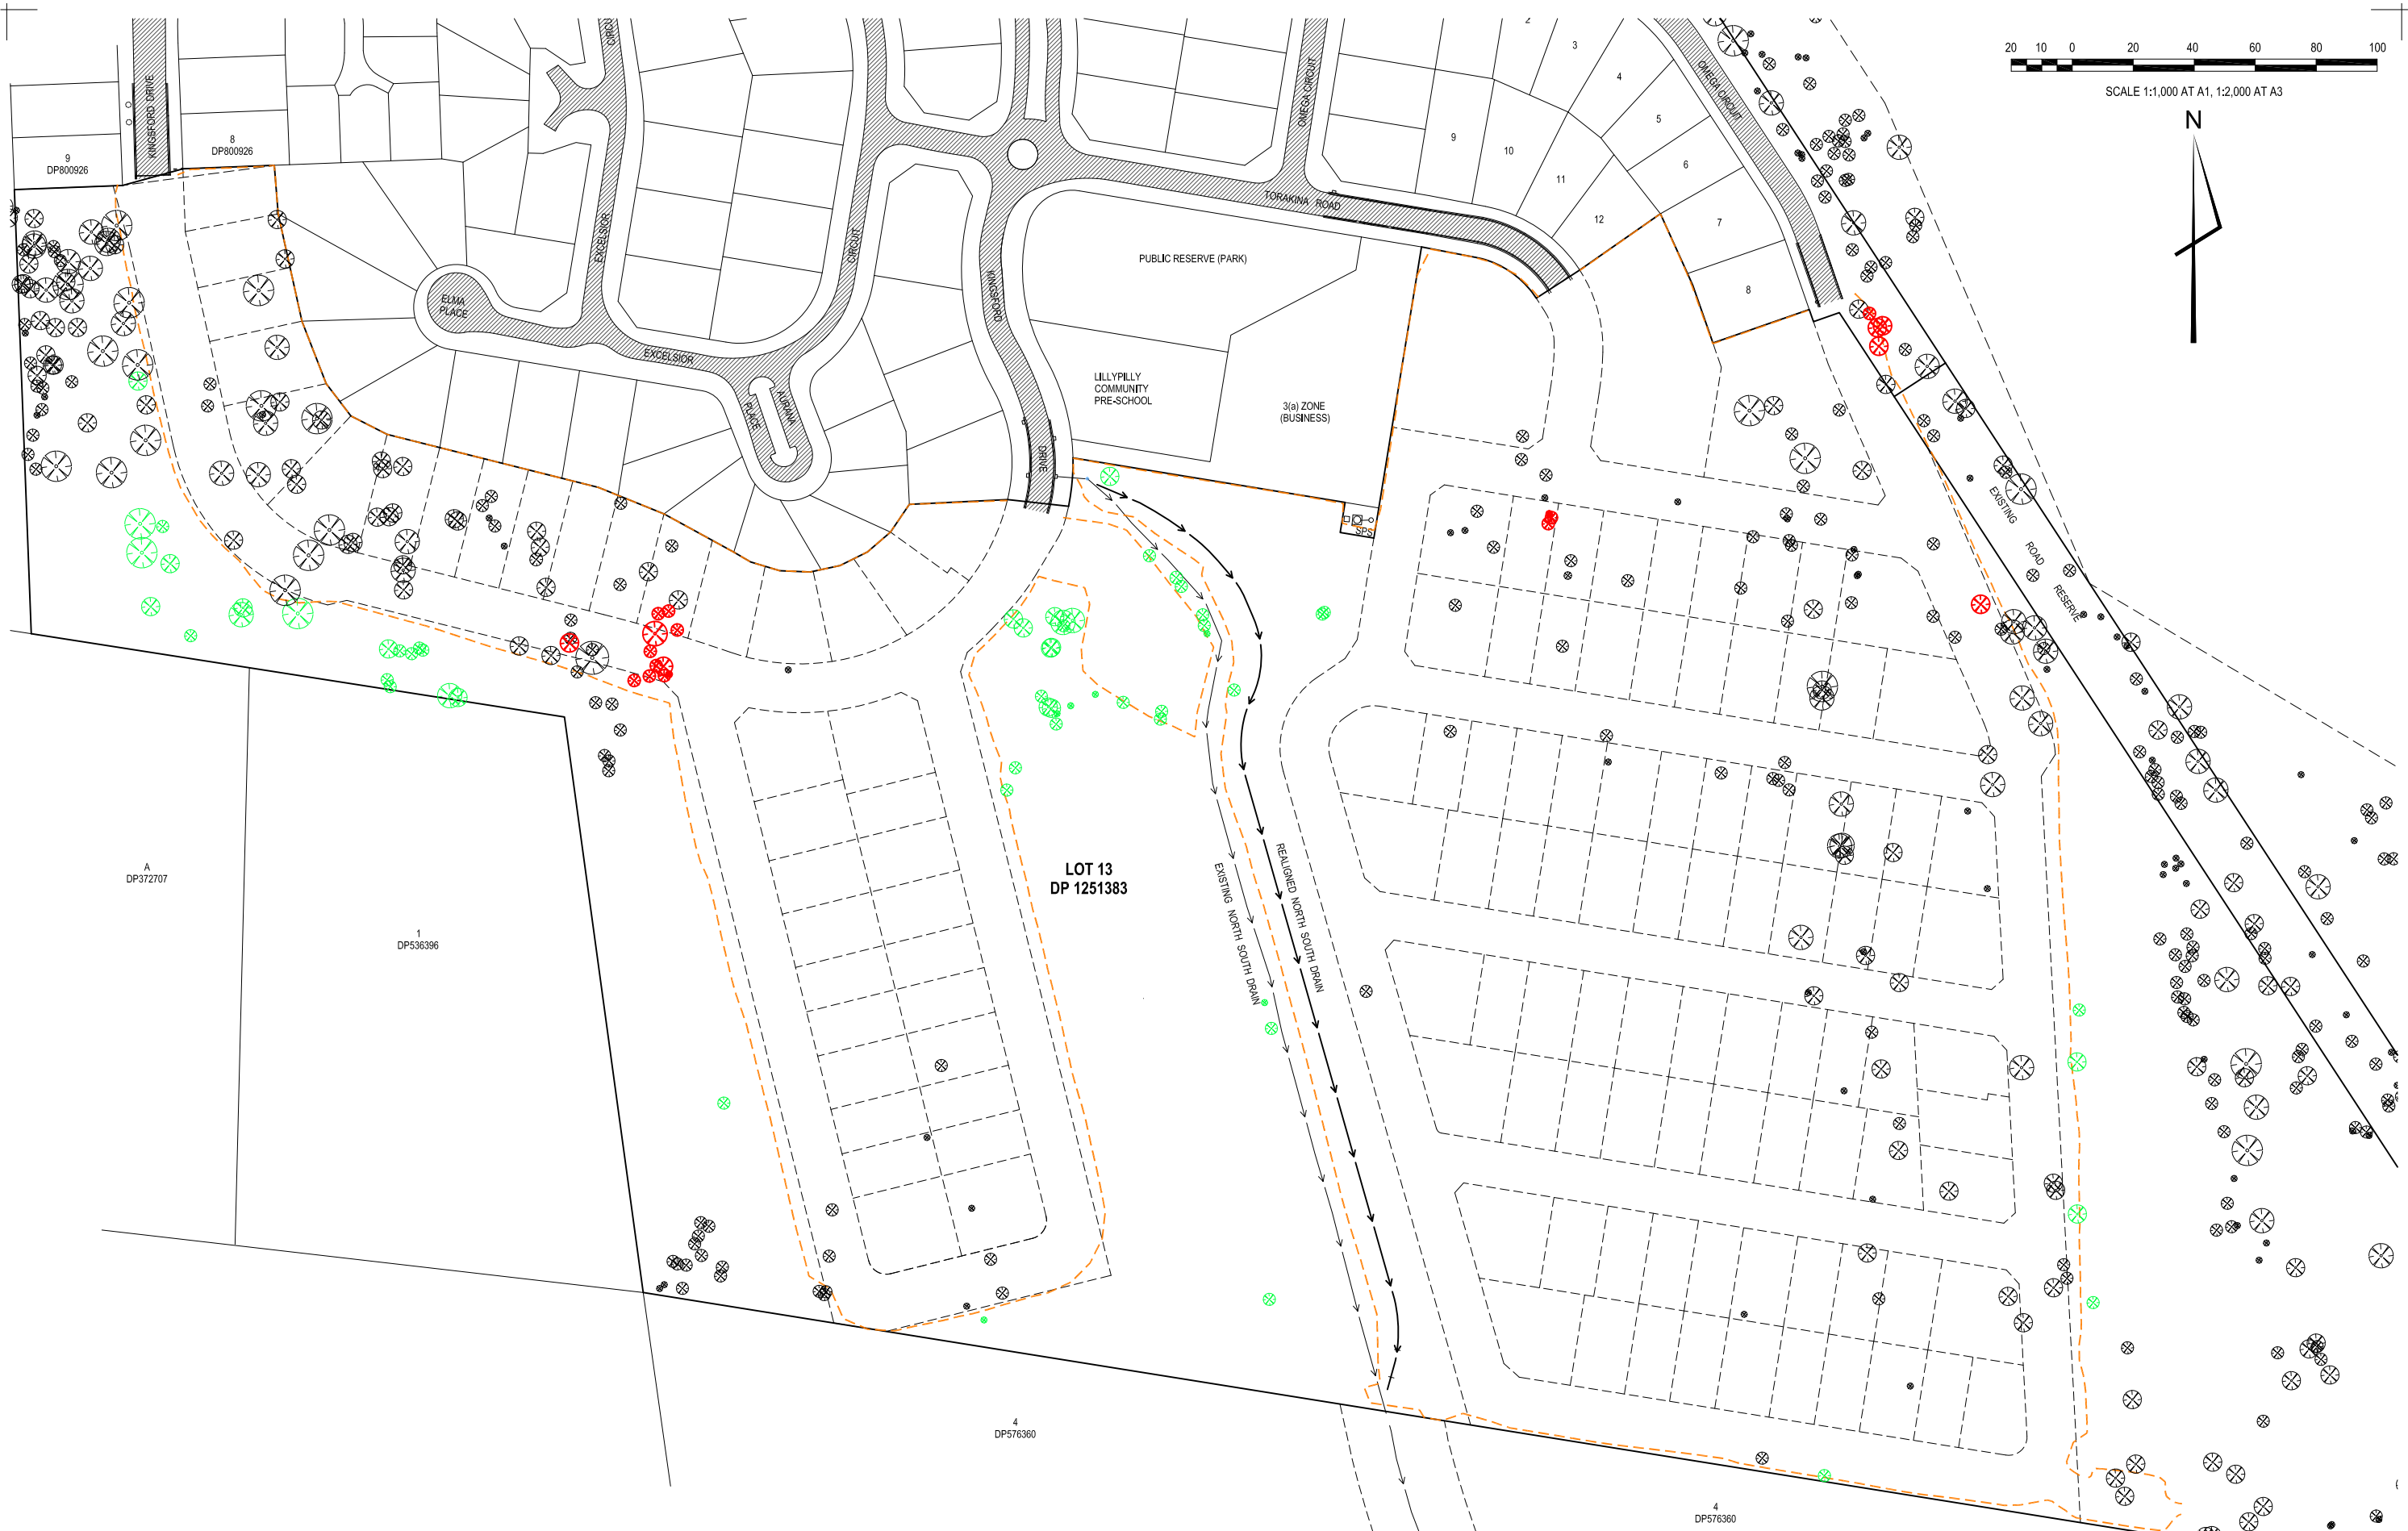 20 10 0 20 40 60 80 100
SCALE 1:1,000 AT A1, 1:2,000 AT A3
N
KINGSFORD DRIVE
9
DP800926
8
DP800926
EXCELSIOR
CIRCUIT
ELMA
PLACE
EXCELSIOR
AURANA
PLACE
KINGSFORD
DRIVE
OMEGA CIRCUIT
TORAKINA ROAD
OMEGA CIRCUIT
2
3
4
5
6
7
8
9
10
11
12
PUBLIC RESERVE (PARK)
LILLYPILLY
COMMUNITY
PRE-SCHOOL
3(a) ZONE
(BUSINESS)
SPS
EXISTING ROAD RESERVE
LOT 13
DP 1251383
EXISTING NORTH SOUTH DRAIN
REALIGNED NORTH SOUTH DRAIN
A
DP372707
1
DP536396
4
DP576360
4
DP576360